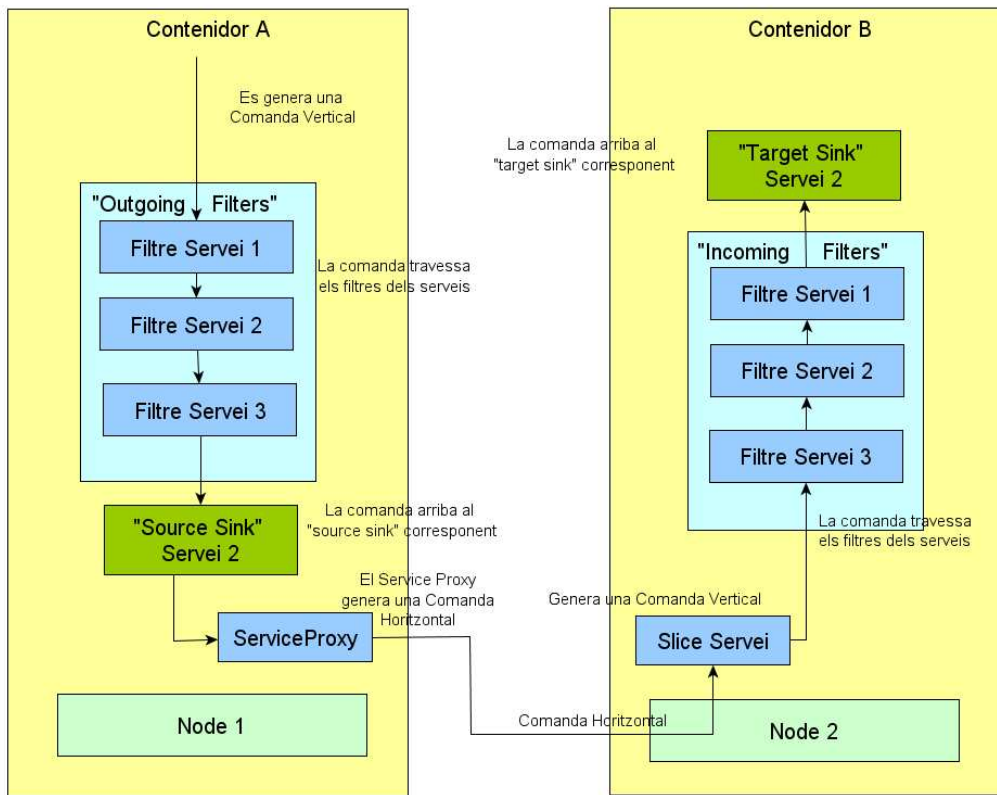 Contenidor A
Es genera una
Comanda Vertical
"Outgoing Filters"
Filtre Servei 1
La comanda travessa
els filtres dels serveis
Filtre Servei 2
Filtre Servei 3
"Source Sink"
Servei 2
La comanda arriba al
"source sink" corresponent
El Service Proxy
genera una Comanda
Horitzontal
ServiceProxy
Node 1
Comanda Horitzontal
Contenidor B
La comanda arriba al
"target sink" corresponent
"Target Sink"
Servei 2
"Incoming Filters"
Filtre Servei 1
Filtre Servei 2
Filtre Servei 3
La comanda travessa
els filtres dels serveis
Genera una Comanda Vertical
Slice Servei
Node 2